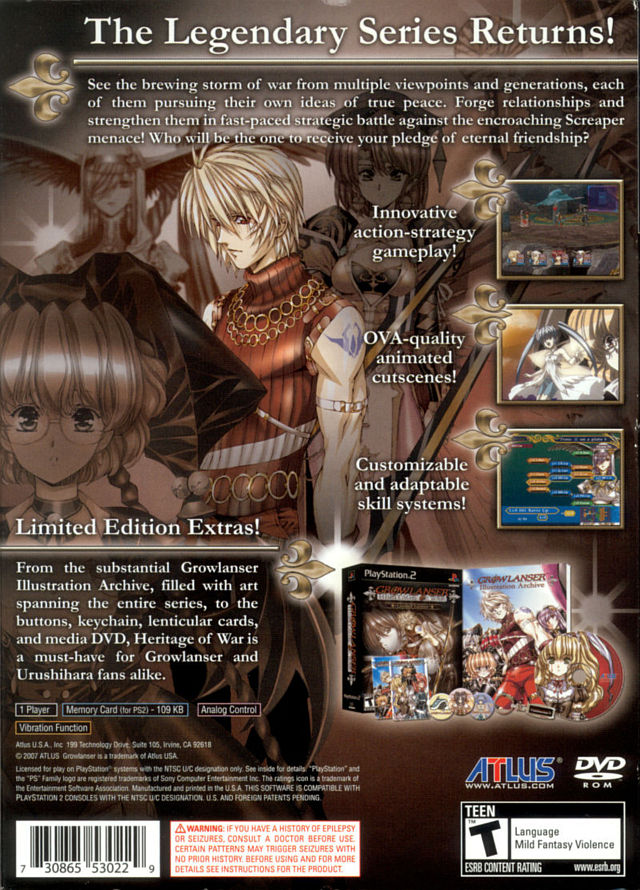 The Legendary Series Returns!
See the brewing storm of war from multiple viewpoints and generations, each
of them pursuing their own ideas of true peace. Forge relationships and
strengthen them in fast-paced strategic battle against the encroaching Screaper
menace! Who will be the one to receive your pledge of eternal friendship?
Innovative
action-strategy
gameplay!
OVA-quality
animated
cutscenes!
Customizable
and adaptable
skill systems!
Limited Edition Extras!
From the substantial Growlanser
Illustration Archive, filled with art
spanning the entire series, to the
buttons, keychain, lenticular cards,
and media DVD, Heritage of War is
a must-have for Growlanser and
Urushihara fans alike.
PlayStation.2
GROWLANSER
GROWLANSER
Illustration Archive
1 Player
Memory Card (for PS2) - 109 KB
Analog Control
Vibration Function
Atlus U.S.A., Inc 199 Technology Drive, Suite 105, Irvine, CA 92618
© 2007 ATLUS Growlanser is a trademark of Atlus USA.
Licensed for play on PlayStation® systems with the NTSC U/C designation only. See inside for details. "PlayStation" and
the "PS" Family logo are registered trademarks of Sony Computer Entertainment Inc. The ratings icon is a trademark of
the Entertainment Software Association. Manufactured and printed in the U.S.A. THIS SOFTWARE IS COMPATIBLE WITH
PLAYSTATION 2 CONSOLES WITH THE NTSC U/C DESIGNATION. U.S. AND FOREIGN PATENTS PENDING.
ATLUS®
WWW.ATLUS.COM
DVD
ROM
7 30865 53022 9
WARNING: IF YOU HAVE A HISTORY OF EPILEPSY
OR SEIZURES, CONSULT A DOCTOR BEFORE USE.
CERTAIN PATTERNS MAY TRIGGER SEIZURES WITH
NO PRIOR HISTORY. BEFORE USING AND FOR MORE
DETAILS SEE INSTRUCTIONS FOR THE PRODUCT.
TEEN
T
Language
Mild Fantasy Violence
ESRB CONTENT RATING www.esrb.org